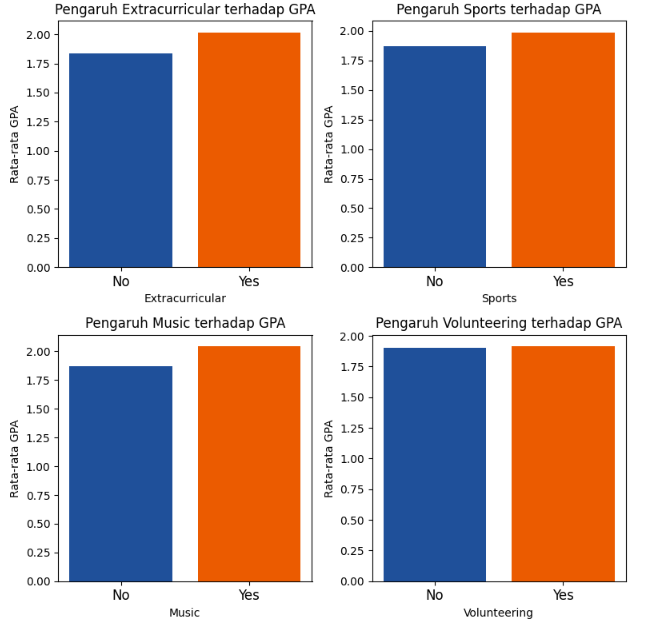 Pengaruh Extracurricular terhadap GPA
2.00
1.75
1.50
1.25
1.00
0.75
0.50
0.25
0.00
Rata-rata GPA
No Yes
Extracurricular
Pengaruh Sports terhadap GPA
2.00
1.75
1.50
1.25
1.00
0.75
0.50
0.25
0.00
Rata-rata GPA
No Yes
Sports
Pengaruh Music terhadap GPA
2.00
1.75
1.50
1.25
1.00
0.75
0.50
0.25
0.00
Rata-rata GPA
No Yes
Music
Pengaruh Volunteering terhadap GPA
2.00
1.75
1.50
1.25
1.00
0.75
0.50
0.25
0.00
Rata-rata GPA
No Yes
Volunteering